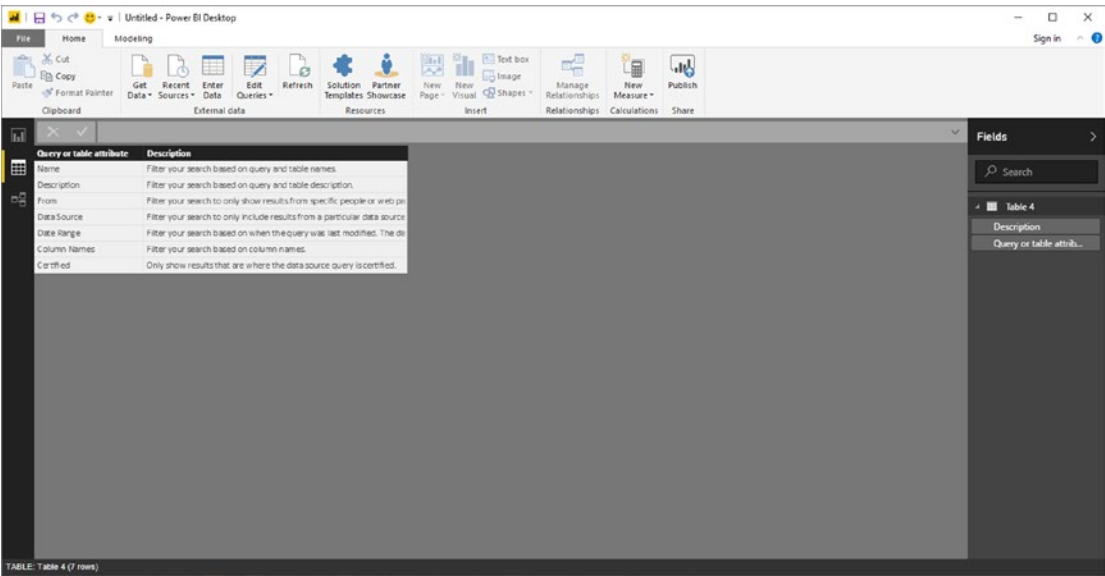 Untitled - Power BI Desktop
File Home Modeling Sign in
Paste
Cut
Copy
Format Painter
Clipboard
Get Data
Recent Sources
Enter Data
Edit Queries
Refresh
External data
Solution Templates
Partner Showcase
Resources
New Page
New Visual
Text box
Image
Shapes
Insert
Manage Relationships
Relationships
New Measure
Calculations
Publish
Share
Query or table attribute Description
Name Filter your search based on query and table names.
Description Filter your search based on query and table description.
From Filter your search to only show results from specific people or web pa
Data Source Filter your search to only include results from a particular data source
Date Range Filter your search based on when the query was last modified. The de
Column Names Filter your search based on column names.
Certified Only show results that are where the data source query is certified.
Fields
Search
Table 4
Description
Query or table attrib...
TABLE: Table 4 (7 rows)